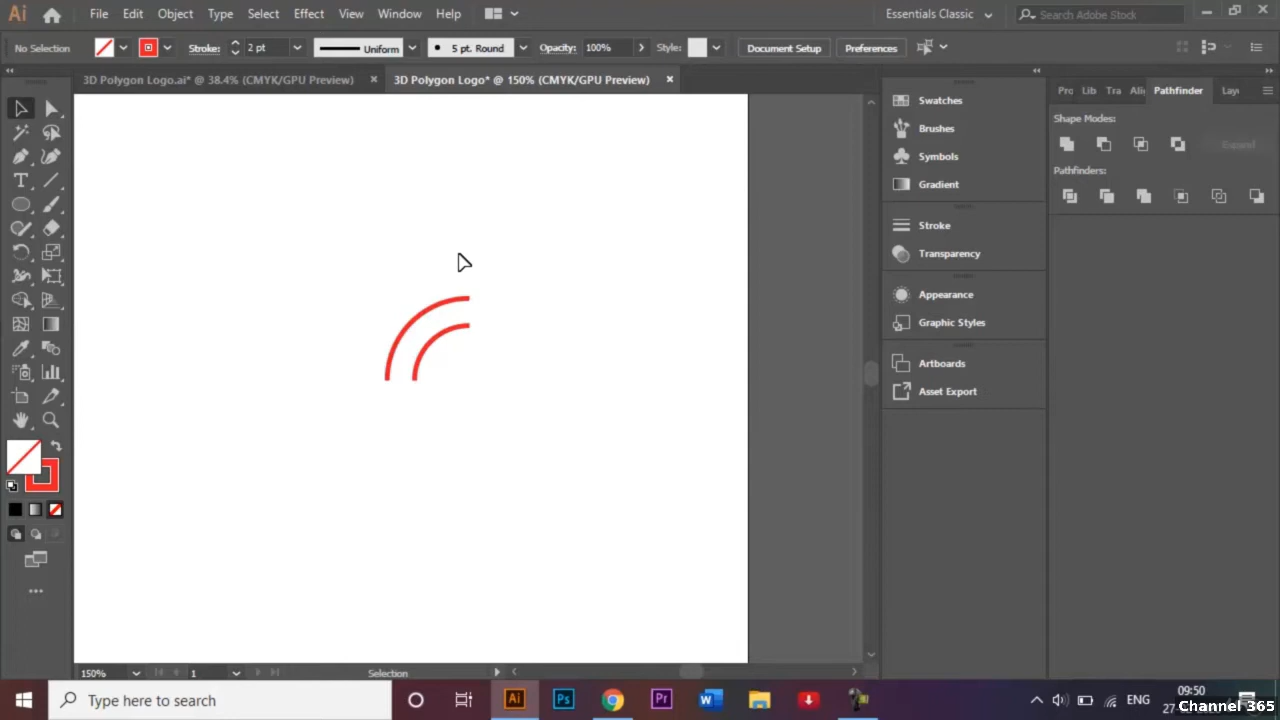 Ai File Edit Object Type Select Effect View Window Help Essentials Classic Search Adobe Stock
No Selection Stroke: 2 pt Uniform 5 pt. Round Opacity: 100% Style: Document Setup Preferences
3D Polygon Logo.ai* @ 38.4% (CMYK/GPU Preview) × 3D Polygon Logo* @ 150% (CMYK/GPU Preview) ×
Pro Lib Tra Ali Pathfinder Laye
Shape Modes:
Expand
Pathfinders:
Swatches
Brushes
Symbols
Gradient
Stroke
Transparency
Appearance
Graphic Styles
Artboards
Asset Export
150% 1 Selection
Type here to search Ai Ps Pr W ENG 09:50
27
Channel 365